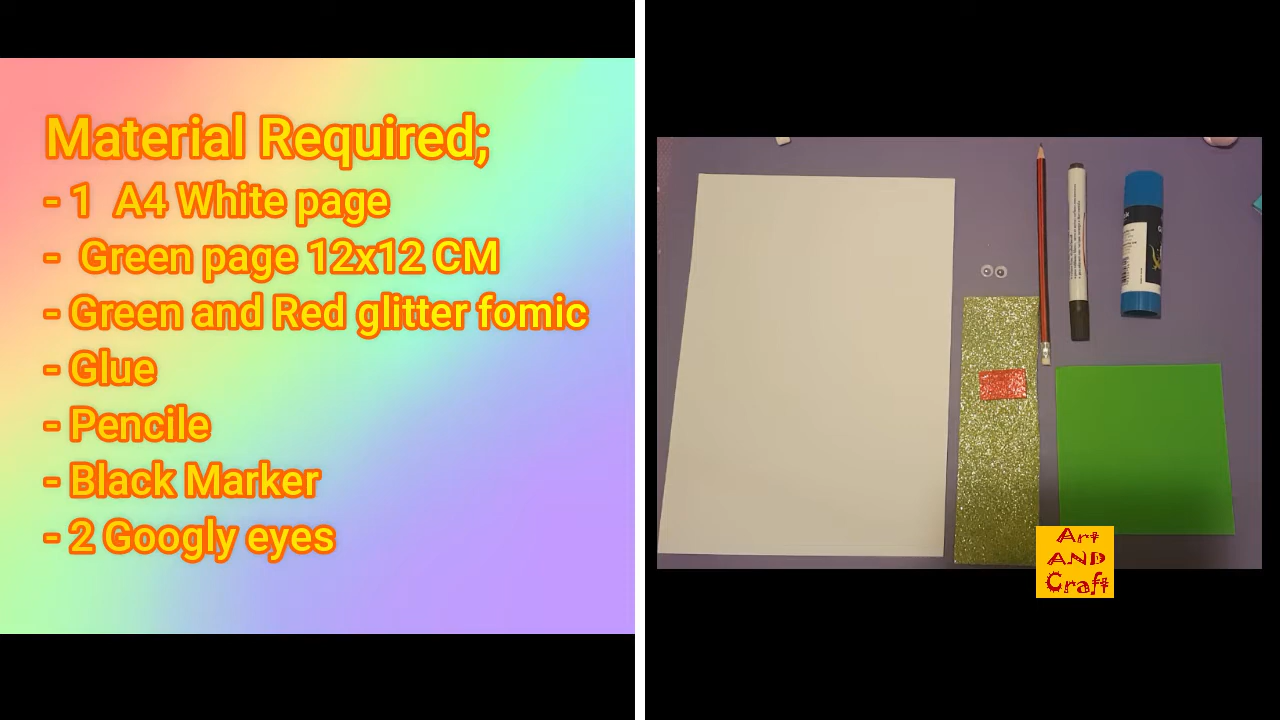 Material Required;
- 1 A4 White page
- Green page 12x12 CM
- Green and Red glitter fomic
- Glue
- Pencile
- Black Marker
- 2 Googly eyes
Art
AND
Craft